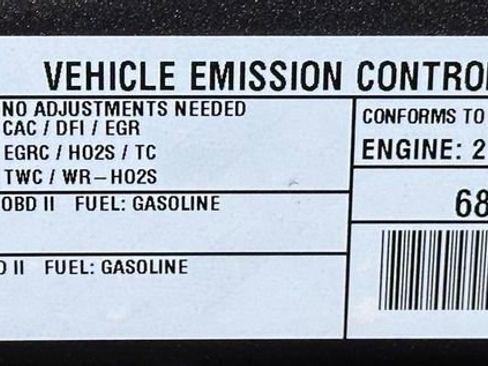 VEHICLE EMISSION CONTROL
NO ADJUSTMENTS NEEDED
CAC / DFI / EGR
EGRC / HO2S / TC
TWC / WR-HO2S
OBD II FUEL: GASOLINE
D II FUEL: GASOLINE
CONFORMS TO
ENGINE: 2
68